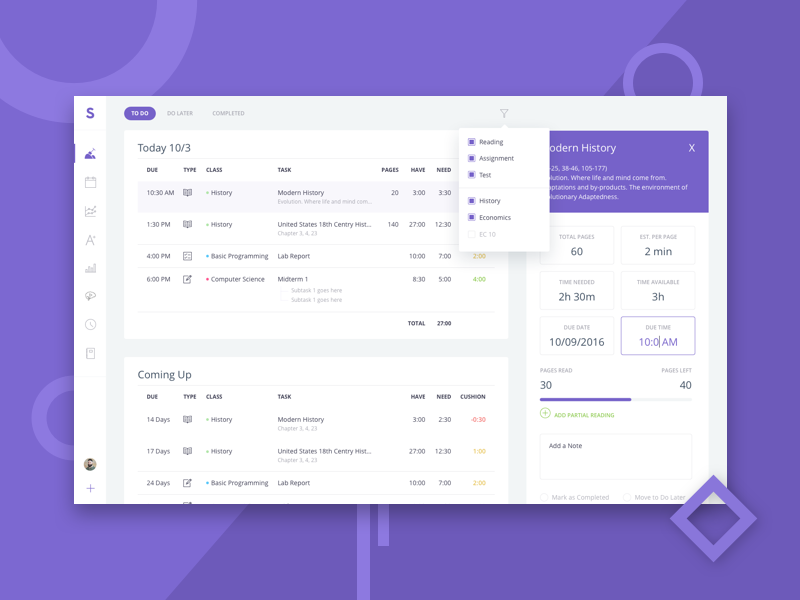 S
TO DO
DO LATER
COMPLETED
Today 10/3
DUE TYPE CLASS TASK PAGES HAVE NEED
10:30 AM History Modern History 20 3:00 3:30
Evolution, Where life and mind com...
1:30 PM History United States 18th Centry Hist... 140 27:00 12:30
Chapter 3, 4, 23
4:00 PM Basic Programming Lab Report 10:00 7:00 2:00
6:00 PM Computer Science Midterm 1 8:30 5:00 4:00
Subtask 1 goes here
Subtask 1 goes here
TOTAL 27:00
Coming Up
DUE TYPE CLASS TASK HAVE NEED CUSHION
14 Days History Modern History 3:00 2:30 -0:30
Chapter 3, 4, 23
17 Days History United States 18th Centry Hist... 27:00 12:30 1:00
Chapter 3, 4, 23
24 Days Basic Programming Lab Report 10:00 7:00 2:00
Reading
Assignment
Test
History
Economics
EC 10
odern History X
-25, 38-46, 105-177)
olution. Where life and mind come from.
aptations and by-products. The environment of
olutionary Adaptedness.
TOTAL PAGES
60
EST. PER PAGE
2 min
TIME NEEDED
2h 30m
TIME AVAILABLE
3h
DUE DATE
10/09/2016
DUE TIME
10:0 AM
PAGES READ PAGES LEFT
30 40
ADD PARTIAL READING
Add a Note
Mark as Completed
Move to Do Later